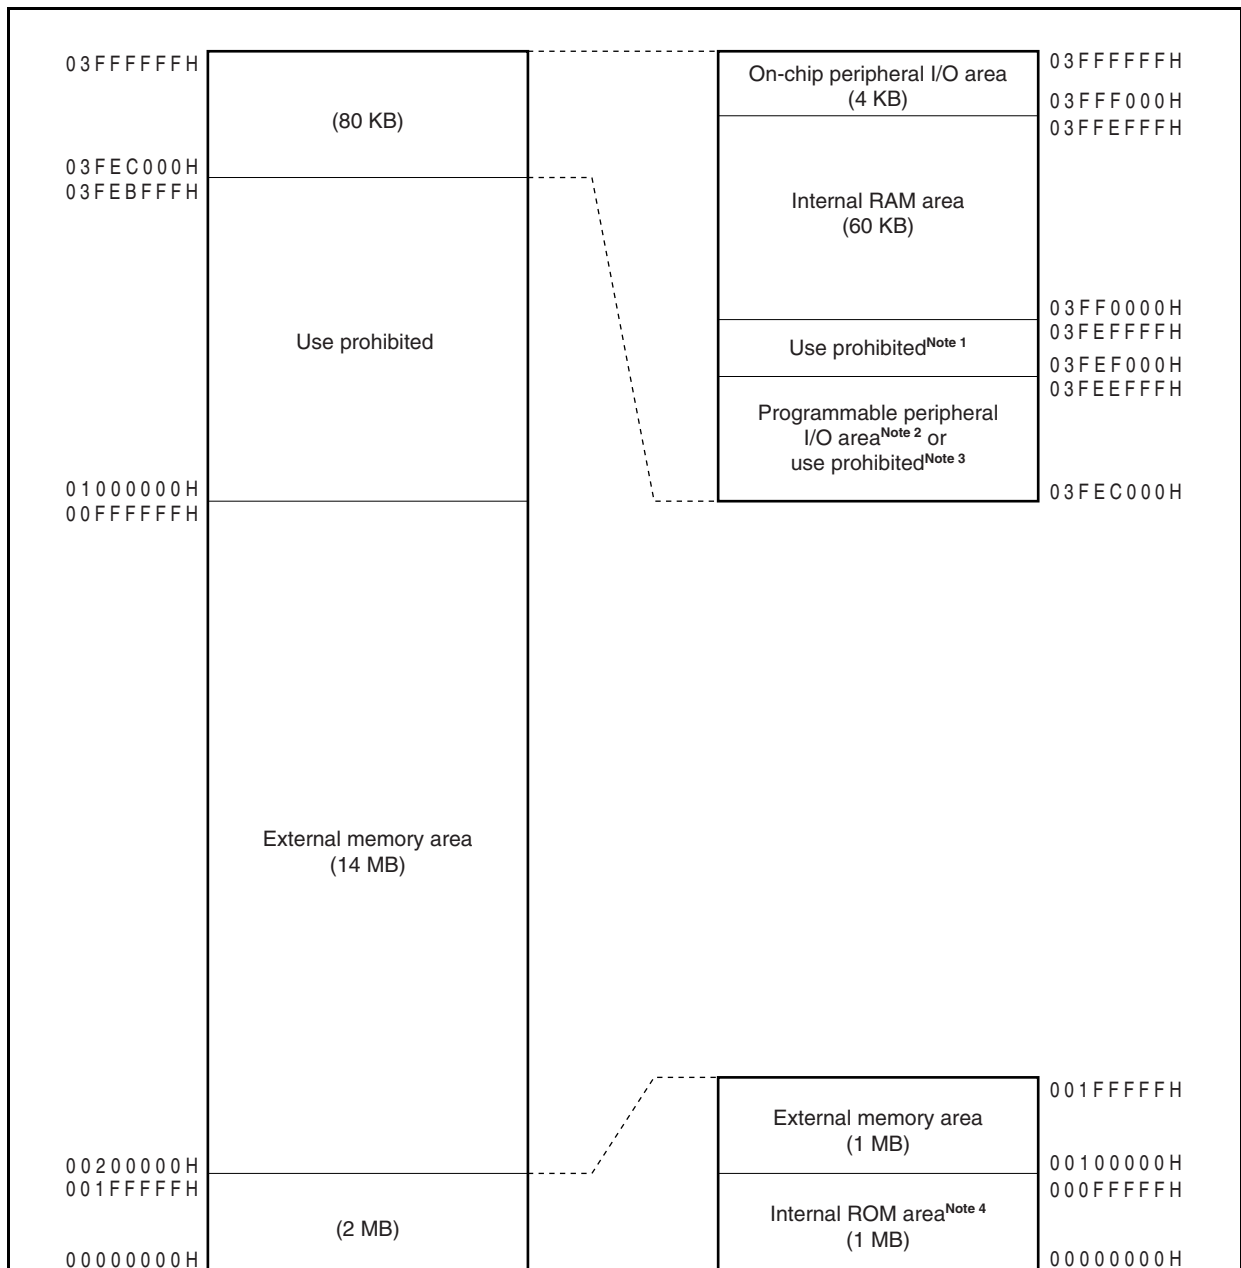 03FFFFFFH
(80 KB)
03FEC000H
03FEBFFFH
Use prohibited
01000000H
00FFFFFFH
External memory area
(14 MB)
00200000H
001FFFFFH
(2 MB)
00000000H
On-chip peripheral I/O area
(4 KB)
03FFFFFFH
03FFF000H
03FFEFFFH
Internal RAM area
(60 KB)
03FF0000H
03FEFFFFH
Use prohibitedNote 1
03FEF000H
03FEEFFFH
Programmable peripheral
I/O areaNote 2 or
use prohibitedNote 3
03FEC000H
001FFFFFH
External memory area
(1 MB)
00100000H
000FFFFFH
Internal ROM areaNote 4
(1 MB)
00000000H